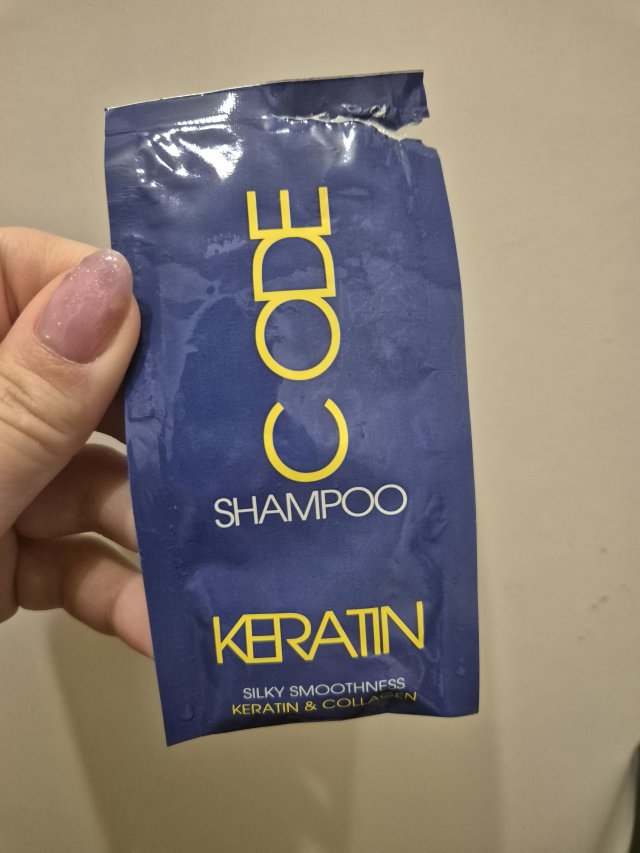 CODE
SHAMPOO
KERATIN
SILKY SMOOTHNESS
KERATIN & COLLAGEN